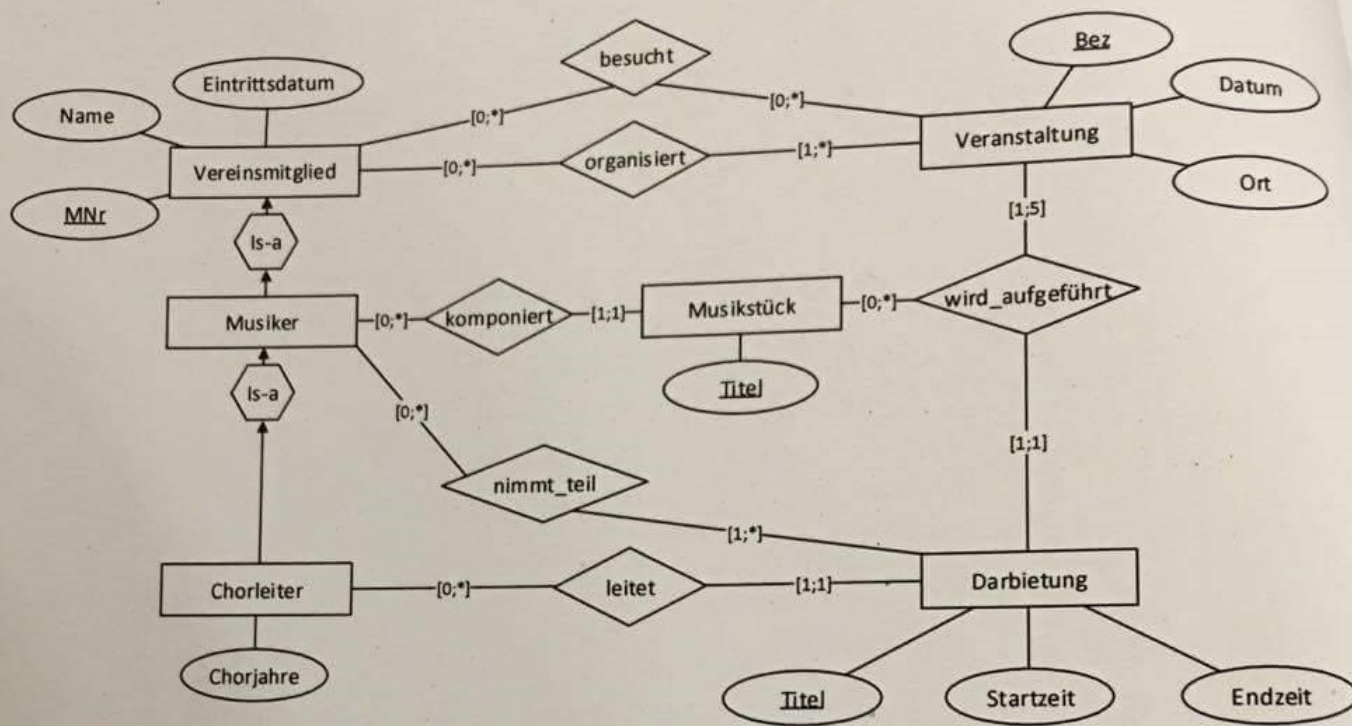 Bez
besucht
Eintrittsdatum
Datum
Name
[0;*]
[0;*]
Veranstaltung
Vereinsmitglied
[0;*]
organisiert
[1;*]
Ort
MNr
[1;5]
Is-a
Musiker
[0;*]
komponiert
[1;1]
Musikstück
[0;*]
wird_aufgeführt
Is-a
Titel
[0;*]
[1;1]
nimmt_teil
[1;*]
Chorleiter
[0;*]
leitet
[1;1]
Darbietung
Chorjahre
Titel
Startzeit
Endzeit